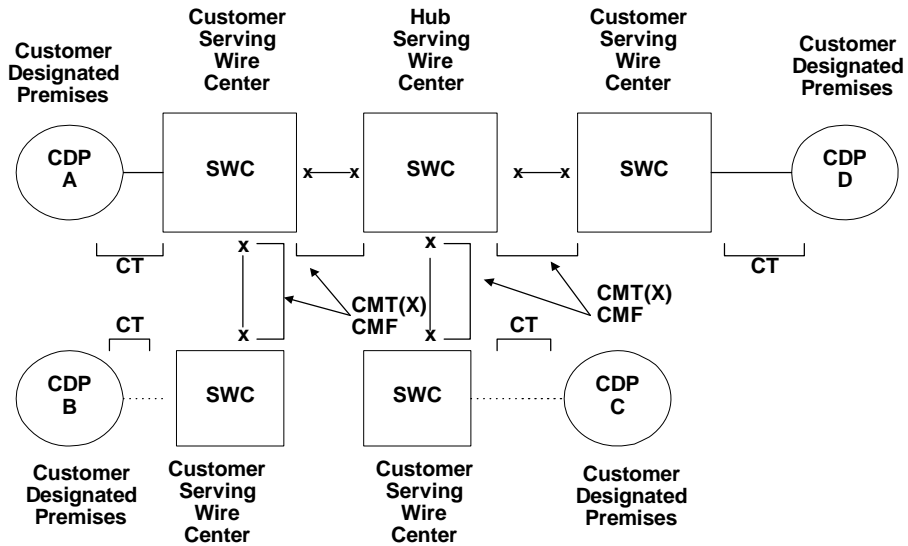 Customer
Designated
Premises
Customer
Serving
Wire
Center
Hub
Serving
Wire
Center
Customer
Serving
Wire
Center
Customer
Designated
Premises
CDP
A
SWC
x
x
SWC
x
x
SWC
CDP
D
CT
x
x
CMT(X)
CMF
x
x
CMT(X)
CMF
CT
CT
CT
CDP
B
SWC
SWC
CDP
C
Customer
Designated
Premises
Customer
Serving
Wire
Center
Customer
Serving
Wire
Center
Customer
Designated
Premises